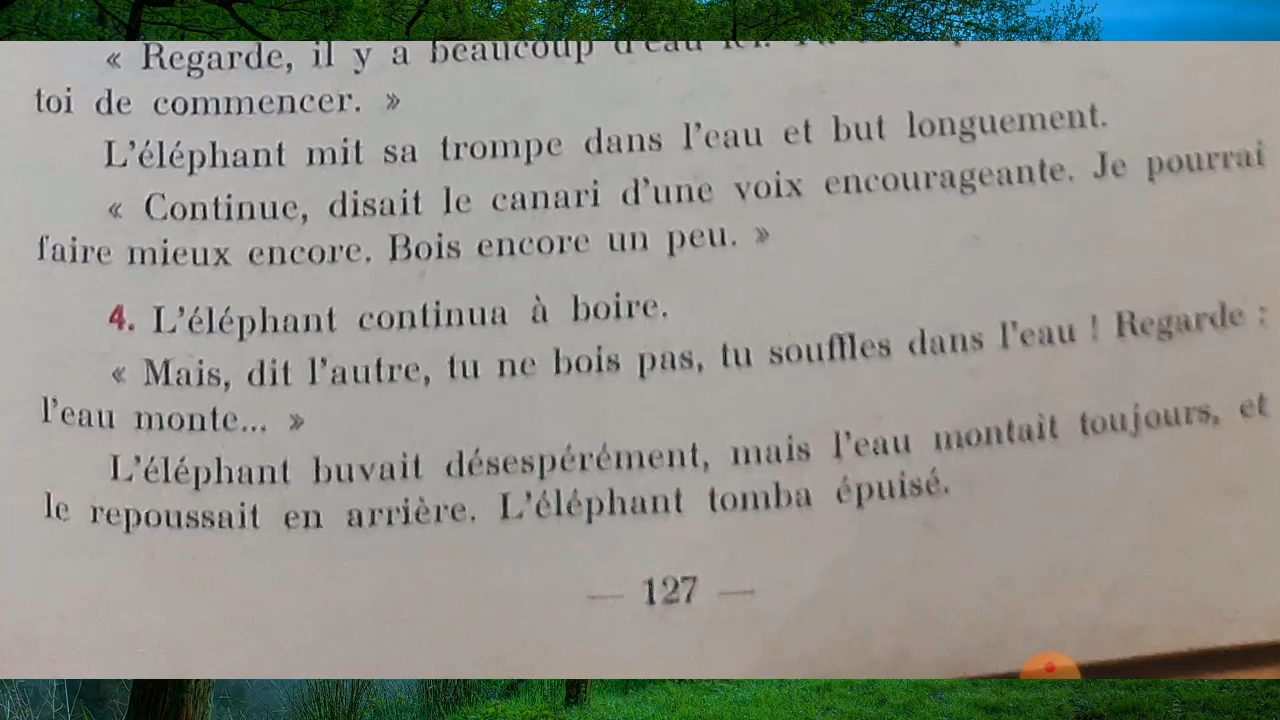 « Regarde, il y a beaucoup d'eau ici.
toi de commencer. »
L'éléphant mit sa trompe dans l'eau et but longuement.
« Continue, disait le canari d'une voix encourageante. Je pourrai
faire mieux encore. Bois encore un peu. »
4. L'éléphant continua à boire.
« Mais, dit l'autre, tu ne bois pas, tu souffles dans l'eau ! Regarde :
l'eau monte... »
L'éléphant buvait désespérément, mais l'eau montait toujours, et
le repoussait en arrière. L'éléphant tomba épuisé.
— 127 —